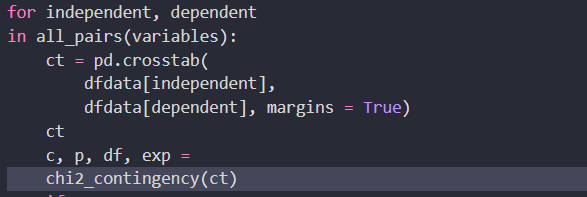 for independent, dependent
in all_pairs(variables):
    ct = pd.crosstab(
        dfdata[independent],
        dfdata[dependent], margins = True)
    ct
    c, p, df, exp =
    chi2_contingency(ct)